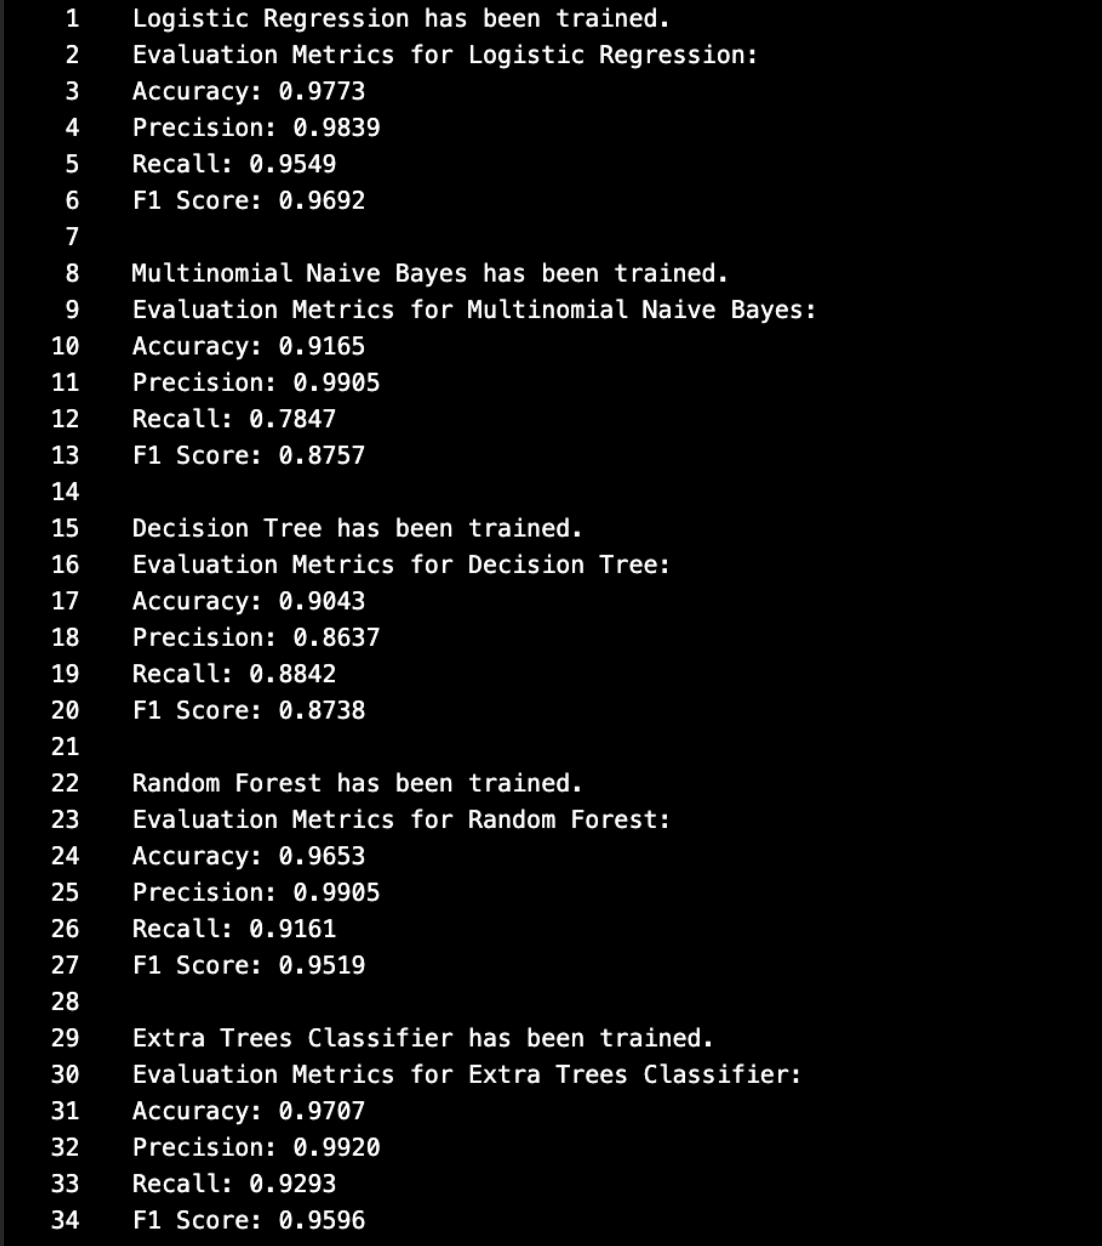 1 Logistic Regression has been trained.
2 Evaluation Metrics for Logistic Regression:
3 Accuracy: 0.9773
4 Precision: 0.9839
5 Recall: 0.9549
6 F1 Score: 0.9692
7
8 Multinomial Naive Bayes has been trained.
9 Evaluation Metrics for Multinomial Naive Bayes:
10 Accuracy: 0.9165
11 Precision: 0.9905
12 Recall: 0.7847
13 F1 Score: 0.8757
14
15 Decision Tree has been trained.
16 Evaluation Metrics for Decision Tree:
17 Accuracy: 0.9043
18 Precision: 0.8637
19 Recall: 0.8842
20 F1 Score: 0.8738
21
22 Random Forest has been trained.
23 Evaluation Metrics for Random Forest:
24 Accuracy: 0.9653
25 Precision: 0.9905
26 Recall: 0.9161
27 F1 Score: 0.9519
28
29 Extra Trees Classifier has been trained.
30 Evaluation Metrics for Extra Trees Classifier:
31 Accuracy: 0.9707
32 Precision: 0.9920
33 Recall: 0.9293
34 F1 Score: 0.9596